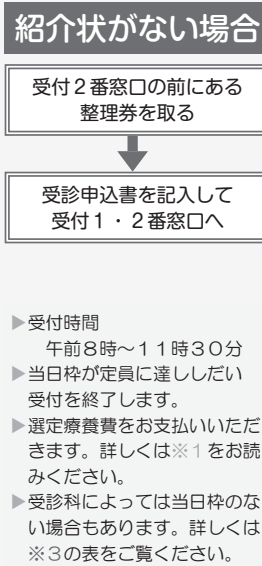 紹介状がない場合
受付２番窓口の前にある
整理券を取る
受診申込書を記入して
受付１・２番窓口へ
▶受付時間
午前８時～１１時３０分
▶当日枠が定員に達ししだい
受付を終了します。
▶選定療養費をお支払いいただ
きます。詳しくは※１をお読
みください。
▶受診科によっては当日枠のな
い場合もあります。詳しくは
※３の表をご覧ください。